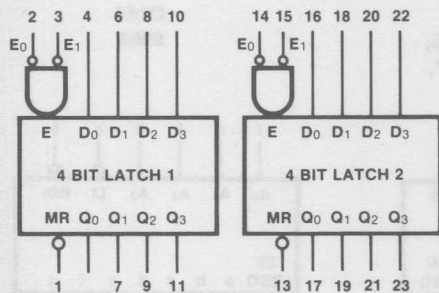 2 3 4 6 8 10 14 15 16 18 20 22
E0 E1 E0 E1
E D0 D1 D2 D3 E D0 D1 D2 D3
4 BIT LATCH 1 4 BIT LATCH 2
MR Q0 Q1 Q2 Q3 MR Q0 Q1 Q2 Q3
1 7 9 11 13 17 19 21 23